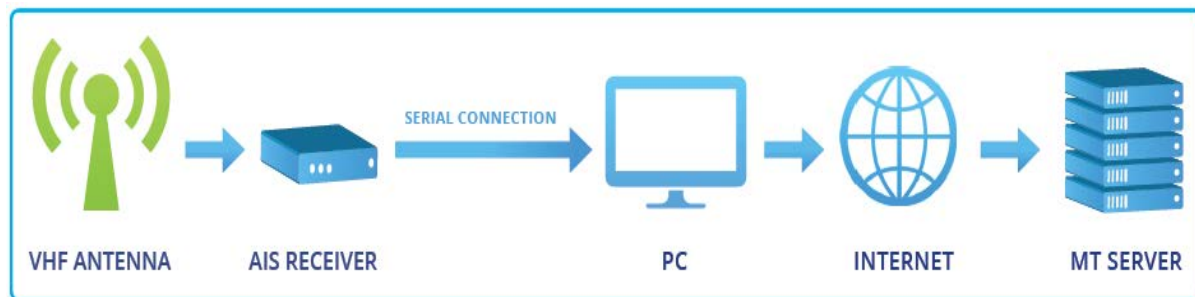 SERIAL CONNECTION
VHF ANTENNA
AIS RECEIVER
PC
INTERNET
MT SERVER